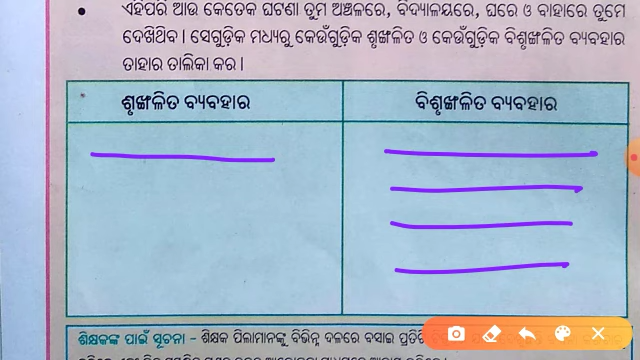 • ଏହିପରି ଆଉ କେତେକ ଘଟଣା ତୁମ ଅଞ୍ଚଳରେ, ବିଦ୍ୟାଳୟରେ, ଘରେ ଓ ବାହାରେ ତୁମେ
ଦେଖିଥିବ । ସେଗୁଡ଼ିକ ମଧ୍ୟରୁ କେଉଁଗୁଡ଼ିକ ଶୃଙ୍ଖଳିତ ଓ କେଉଁଗୁଡ଼ିକ ବିଶୃଙ୍ଖଳିତ ବ୍ୟବହାର
ତାହାର ତାଲିକା କର ।
ଶୃଙ୍ଖଳିତ ବ୍ୟବହାର ବିଶୃଙ୍ଖଳିତ ବ୍ୟବହାର
ଶିକ୍ଷକଙ୍କ ପାଇଁ ସୂଚନା – ଶିକ୍ଷକ ପିଲାମାନଙ୍କୁ ବିଭିନ୍ନ ଦଳରେ ବସାଇ